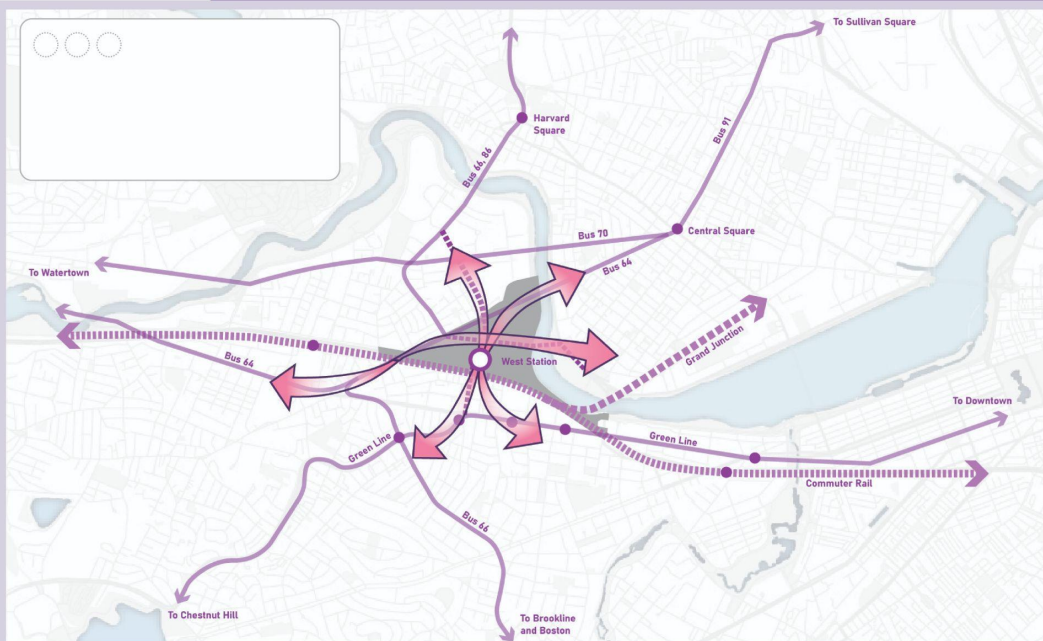 To Sullivan Square
Harvard
Square
Bus 91
Bus 66, 86
Bus 70
Central Square
To Watertown
Bus 64
Bus 64
West Station
Grand Junction
To Downtown
Green Line
Green Line
Commuter Rail
Bus 66
To Chestnut Hill
To Brookline
and Boston